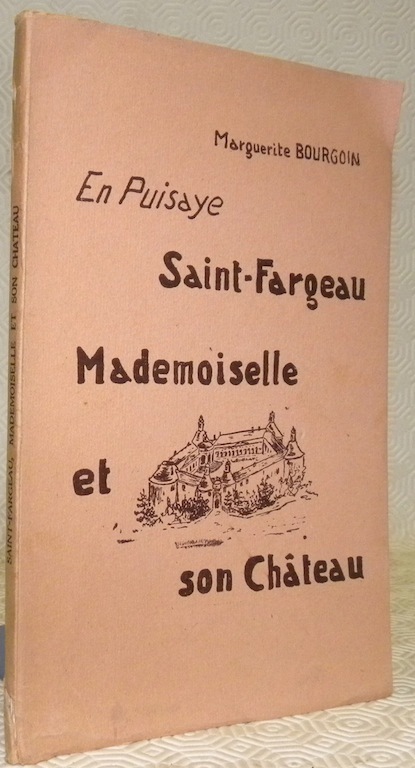 Marguerite BOURGOIN
En Puisaye
Saint-Fargeau
Mademoiselle
et
son Château
SAINT-FARGEAU, MADEMOISELLE ET SON CHATEAU